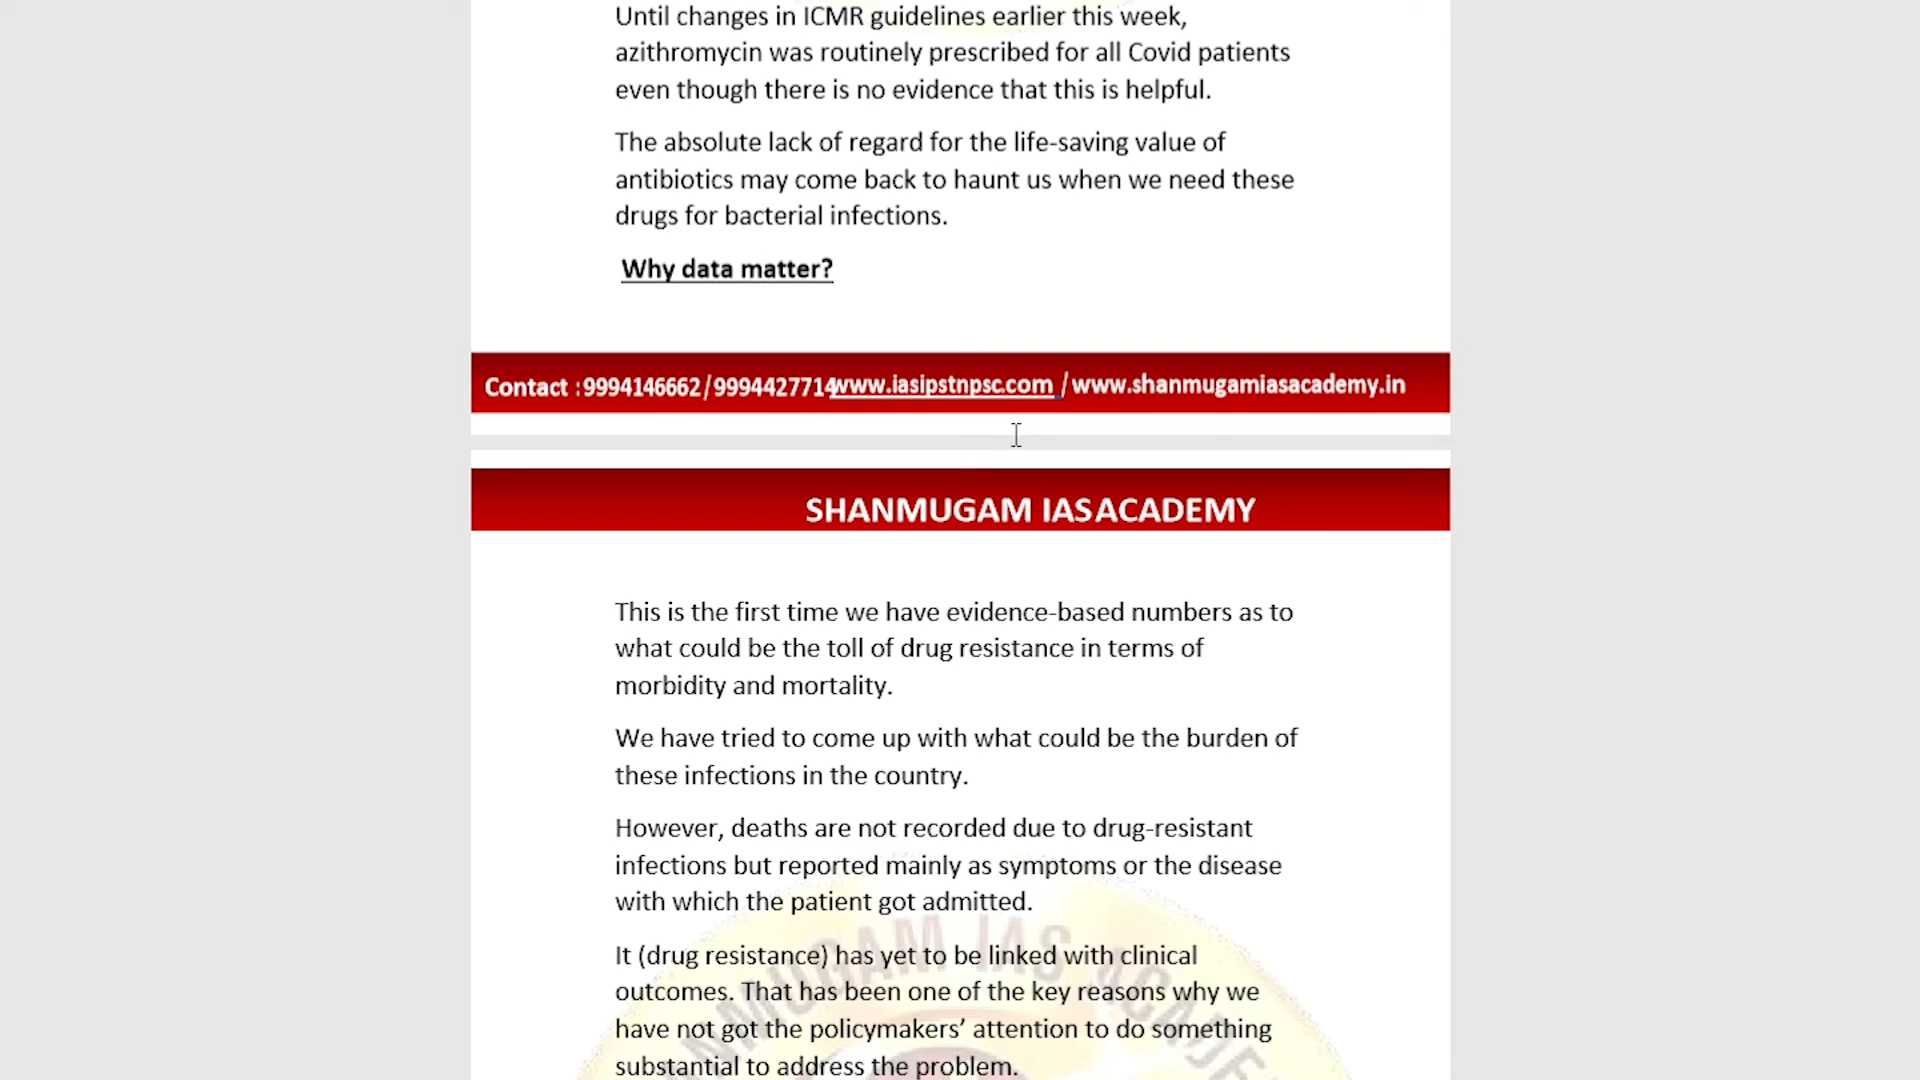 Until changes in ICMR guidelines earlier this week,
azithromycin was routinely prescribed for all Covid patients
even though there is no evidence that this is helpful.
The absolute lack of regard for the life-saving value of
antibiotics may come back to haunt us when we need these
drugs for bacterial infections.
Why data matter?
Contact :9994146662/9994427714www.iasipstnpsc.com /www.shanmugamiasacademy.in
SHANMUGAM IASACADEMY
This is the first time we have evidence-based numbers as to
what could be the toll of drug resistance in terms of
morbidity and mortality.
We have tried to come up with what could be the burden of
these infections in the country.
However, deaths are not recorded due to drug-resistant
infections but reported mainly as symptoms or the disease
with which the patient got admitted.
It (drug resistance) has yet to be linked with clinical
outcomes. That has been one of the key reasons why we
have not got the policymakers’ attention to do something
substantial to address the problem.
NMUGAM IAS ACADE